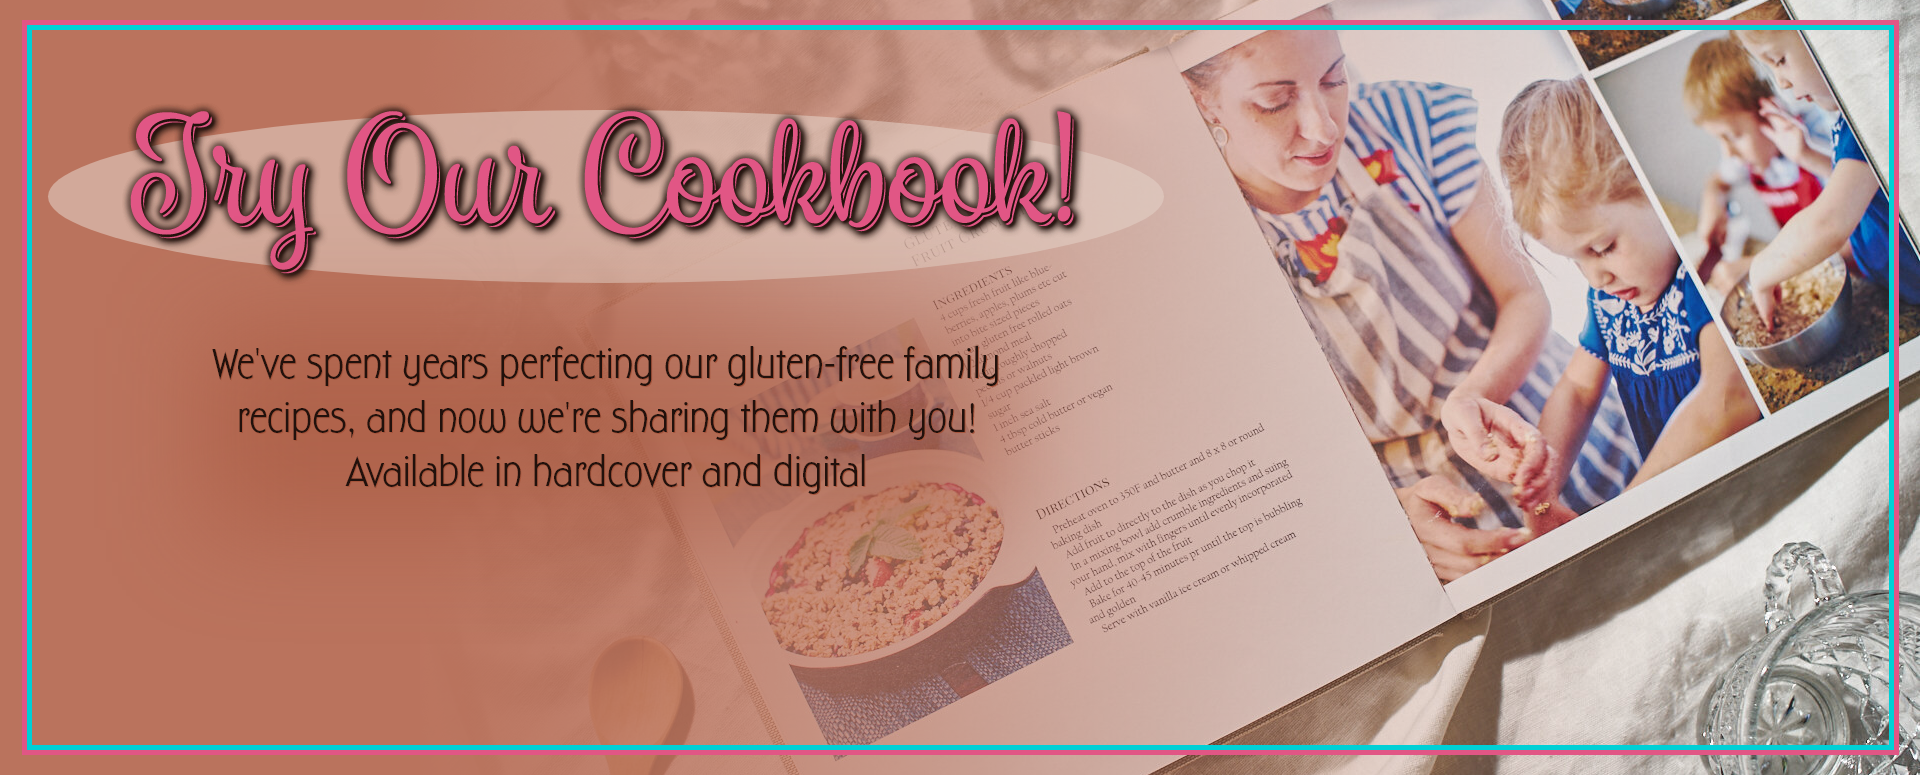 Try Our Cookbook!
We've spent years perfecting our gluten-free family
recipes, and now we're sharing them with you!
Available in hardcover and digital
FRUIT
INGREDIENTS
4 cups fresh fruit like blue-
berries, apples, plums etc cut
into bite sized pieces
gluten free rolled oats
meal
roughly chopped
or walnuts
1/4 cup packled light brown
sugar
1 inch sea salt
4 tbsp cold butter or vegan
butter sticks
DIRECTIONS
Preheat oven to 350F and butter and 8 x 8 or round
baking dish
Add fruit to directly to the dish as you chop it
In a mixing bowl add crumble ingredients and suing
your hand, mix with fingers until evenly incorporated
Add to the top of the fruit
Bake for 40-45 minutes pr until the top is bubbling
and golden
Serve with vanilla ice cream or whipped cream